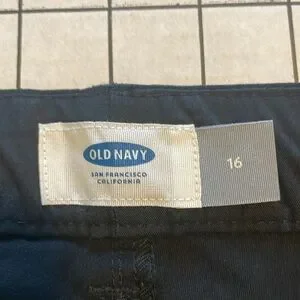 OLD NAVY
SAN FRANCISCO
CALIFORNIA
16